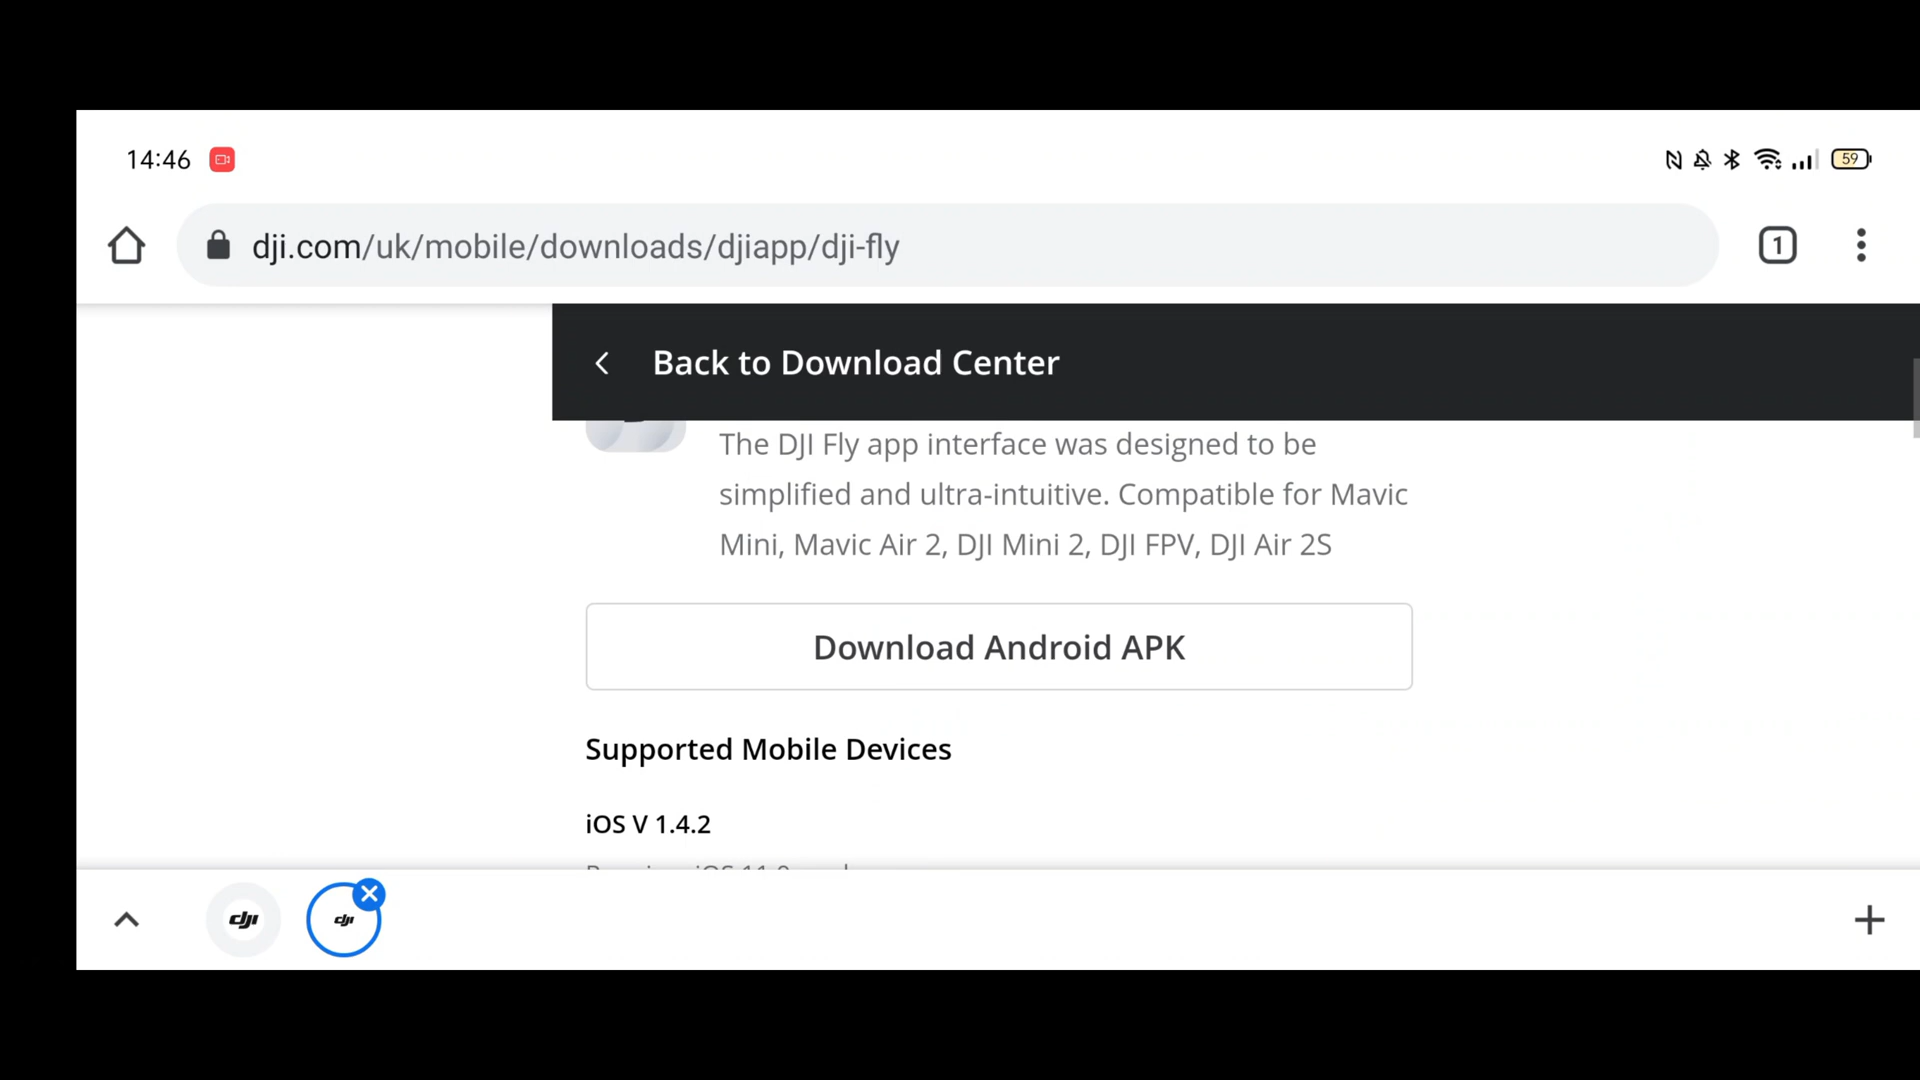 14:46
59
dji.com/uk/mobile/downloads/djiapp/dji-fly
1
Back to Download Center
The DJI Fly app interface was designed to be
simplified and ultra-intuitive. Compatible for Mavic
Mini, Mavic Air 2, DJI Mini 2, DJI FPV, DJI Air 2S
Download Android APK
Supported Mobile Devices
iOS V 1.4.2
dji
dji